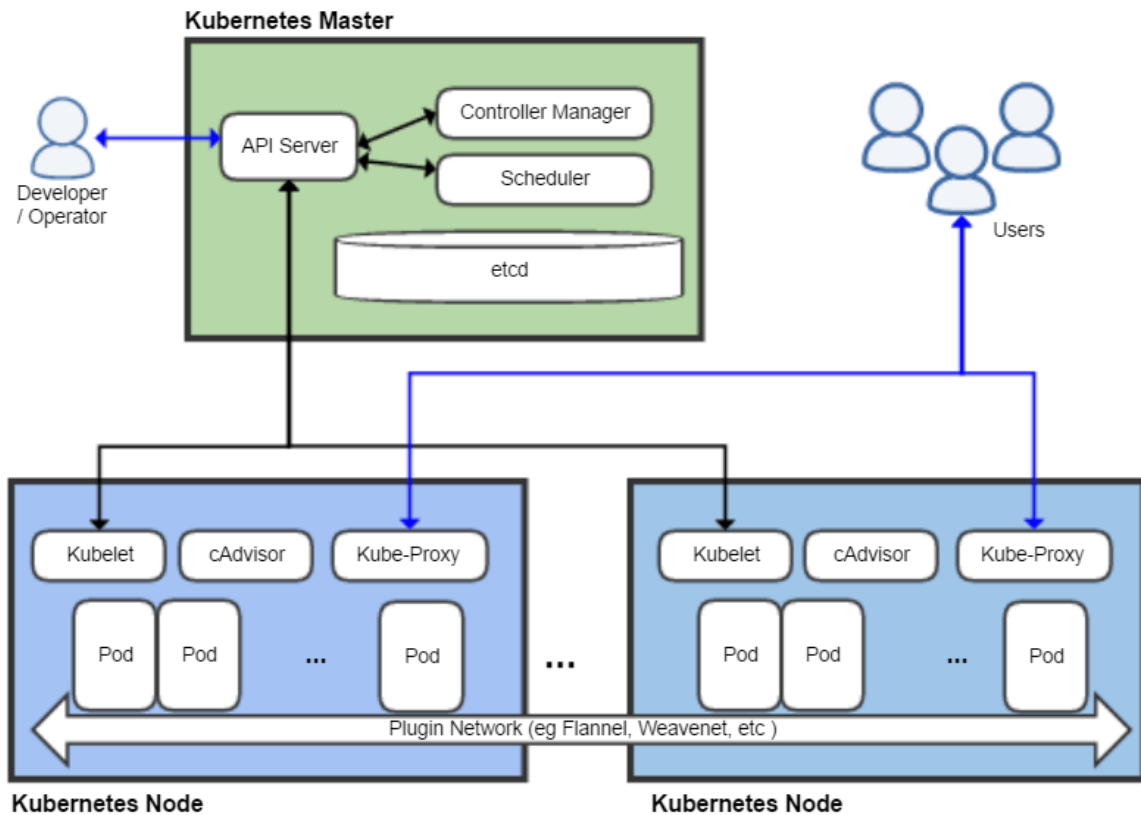 Kubernetes Master
API Server
Controller Manager
Scheduler
etcd
Developer
/ Operator
Users
Kubelet
cAdvisor
Kube-Proxy
Pod
Pod
...
Pod
...
Kubelet
cAdvisor
Kube-Proxy
Pod
Pod
...
Pod
Plugin Network (eg Flannel, Weavenet, etc )
Kubernetes Node
Kubernetes Node